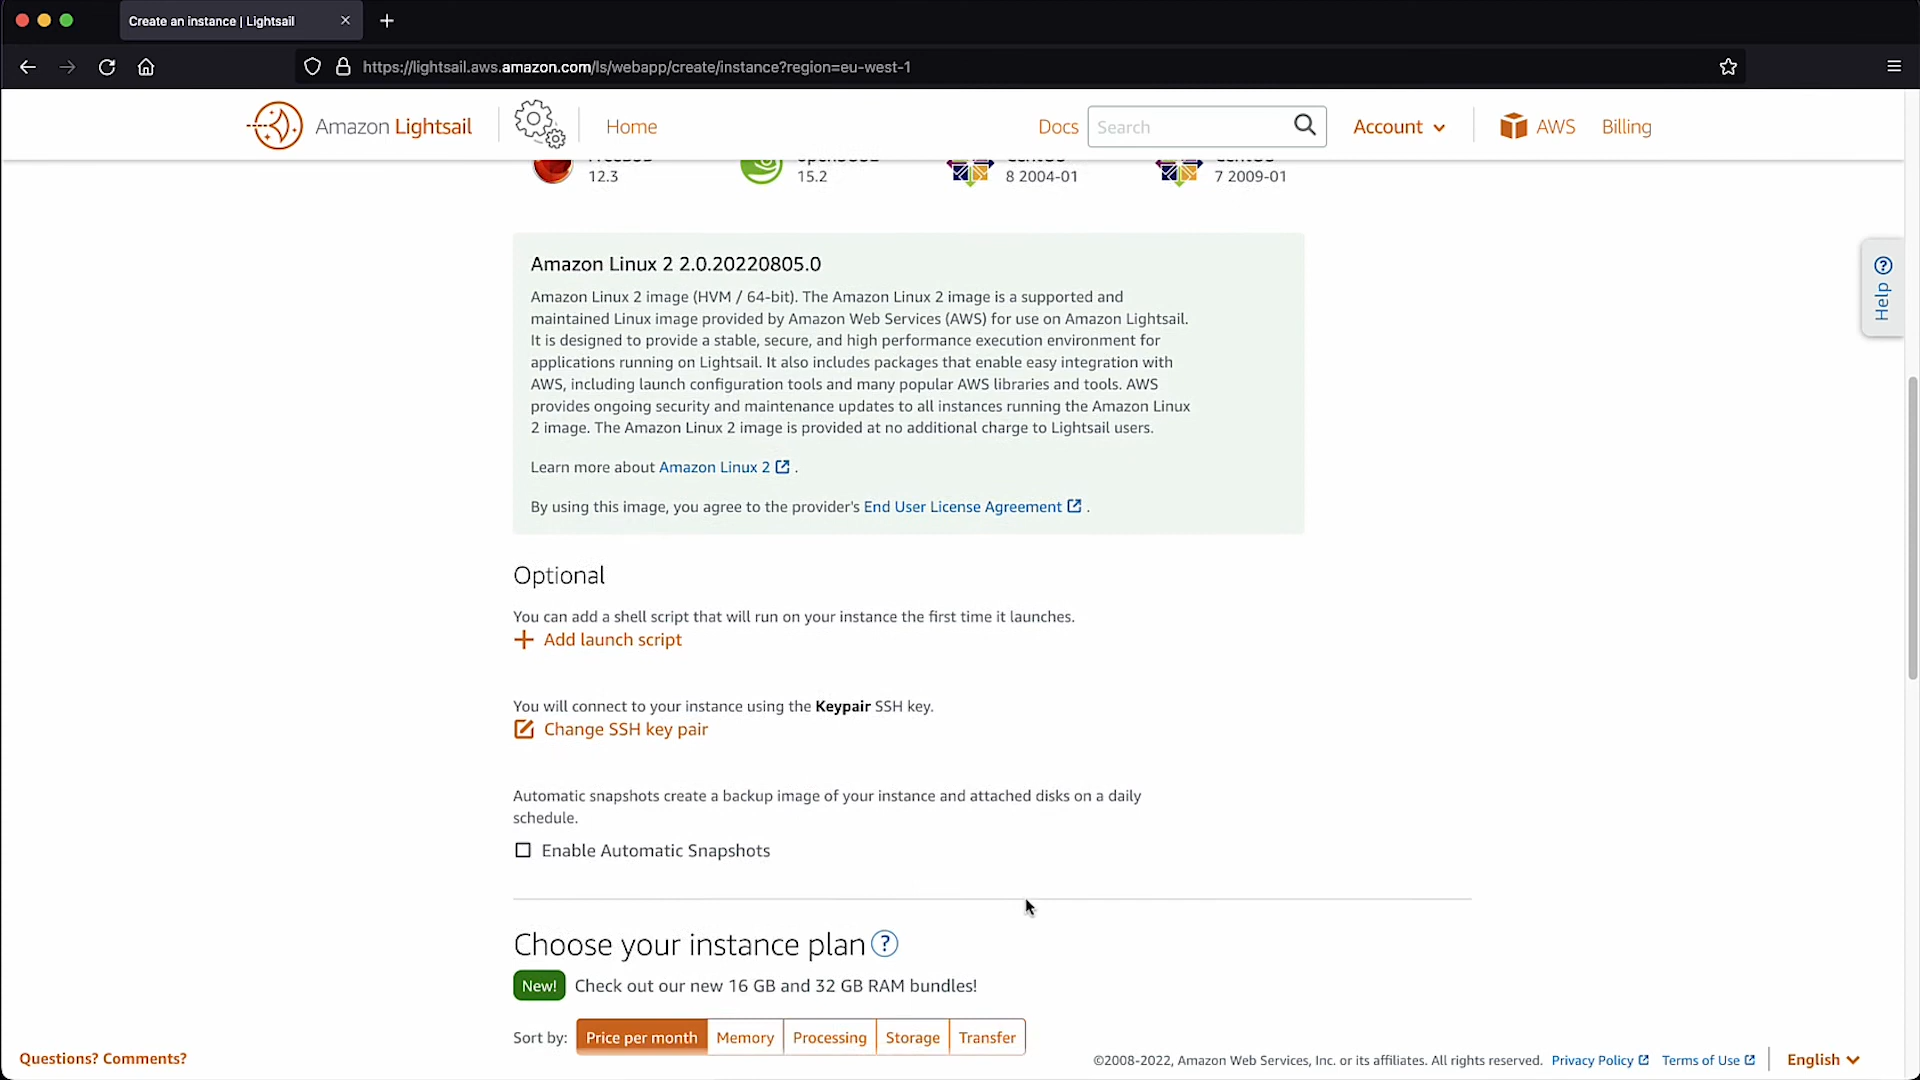 Create an instance | Lightsail
https://lightsail.aws.amazon.com/ls/webapp/create/instance?region=eu-west-1
Amazon Lightsail
Home
Docs
Search
Account
AWS
Billing
12.3
15.2
8 2004-01
7 2009-01
Help
Amazon Linux 2 2.0.20220805.0
Amazon Linux 2 image (HVM / 64-bit). The Amazon Linux 2 image is a supported and
maintained Linux image provided by Amazon Web Services (AWS) for use on Amazon Lightsail.
It is designed to provide a stable, secure, and high performance execution environment for
applications running on Lightsail. It also includes packages that enable easy integration with
AWS, including launch configuration tools and many popular AWS libraries and tools. AWS
provides ongoing security and maintenance updates to all instances running the Amazon Linux
2 image. The Amazon Linux 2 image is provided at no additional charge to Lightsail users.
Learn more about Amazon Linux 2 .
By using this image, you agree to the provider's End User License Agreement .
Optional
You can add a shell script that will run on your instance the first time it launches.
Add launch script
You will connect to your instance using the Keypair SSH key.
Change SSH key pair
Automatic snapshots create a backup image of your instance and attached disks on a daily
schedule.
Enable Automatic Snapshots
Choose your instance plan ?
New! Check out our new 16 GB and 32 GB RAM bundles!
Sort by: Price per month Memory Processing Storage Transfer
Questions? Comments?
©2008-2022, Amazon Web Services, Inc. or its affiliates. All rights reserved. Privacy Policy Terms of Use English